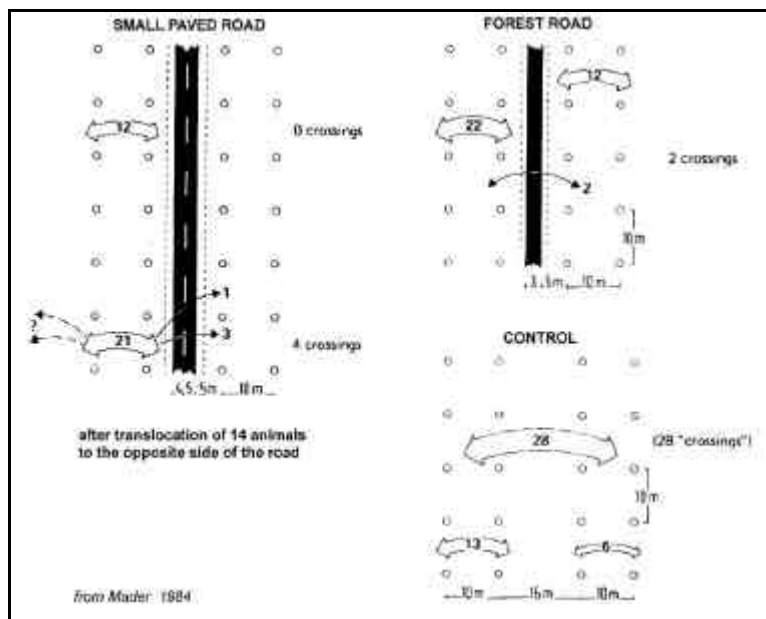 SMALL PAVED ROAD
12
0 crossings
1
?
21
3
4 crossings
10m
after translocation of 14 animals
to the opposite side of the road
from Mader 1984
FOREST ROAD
12
22
2 crossings
2
10m
10m
CONTROL
28
(28 "crossings")
10m
13
6
10m
15m
10m